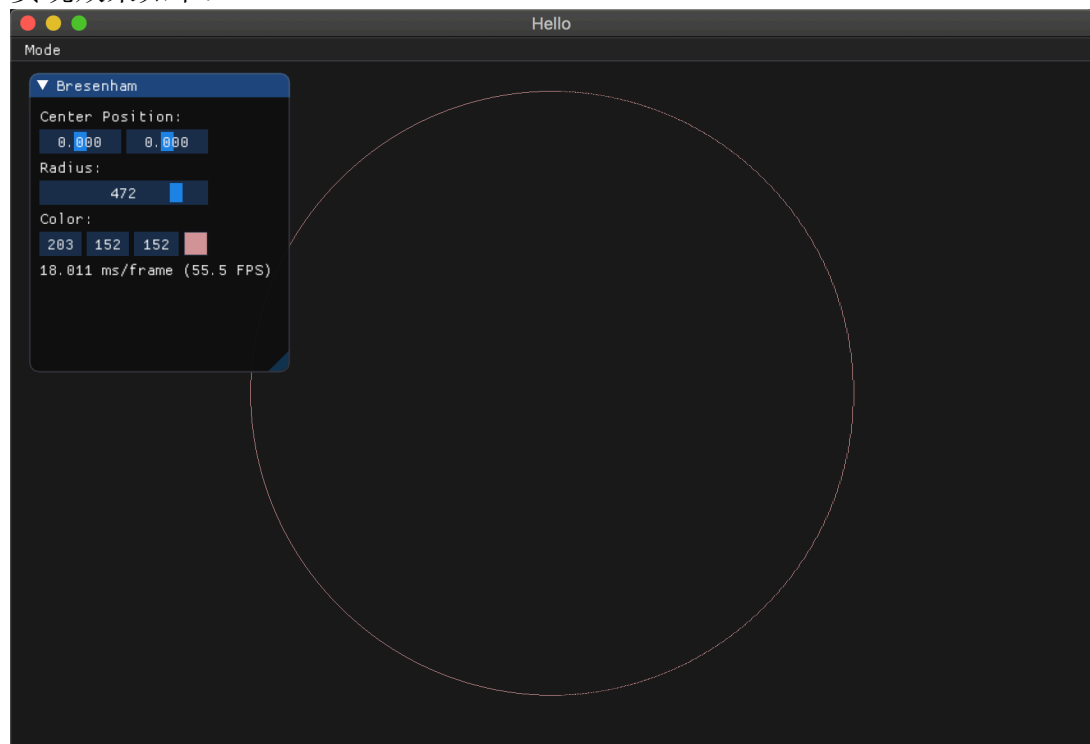 Hello
Mode
Bresenham
Center Position:
0.000 0.000
Radius:
472
Color:
203 152 152
18.011 ms/frame (55.5 FPS)